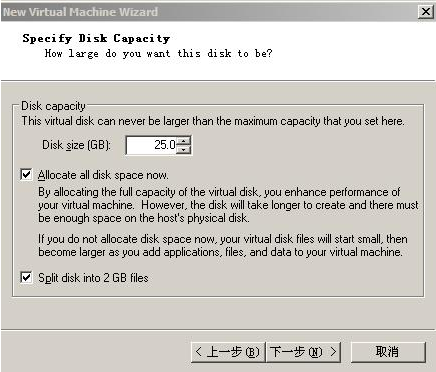 New Virtual Machine Wizard
Specify Disk Capacity
How large do you want this disk to be?
Disk capacity
This virtual disk can never be larger than the maximum capacity that you set here.
Disk size (GB): 25.0
Allocate all disk space now.
By allocating the full capacity of the virtual disk, you enhance performance of
your virtual machine. However, the disk will take longer to create and there must
be enough space on the host's physical disk.
If you do not allocate disk space now, your virtual disk files will start small, then
become larger as you add applications, files, and data to your virtual machine.
Split disk into 2 GB files
< 上一步(B) 下一步(N) > 取消